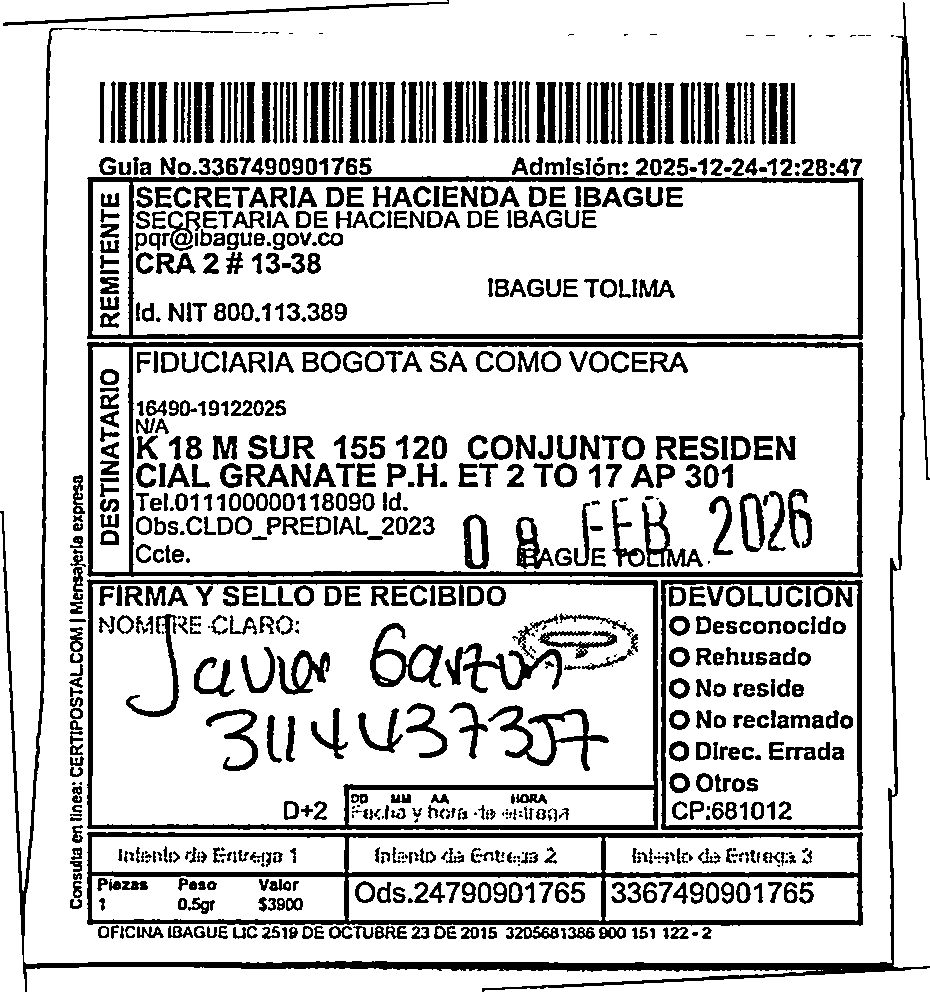 Guia No.3367490901765 Admisión: 2025-12-24-12:28:47
REMITENTE
SECRETARIA DE HACIENDA DE IBAGUE
SECRETARIA DE HACIENDA DE IBAGUE
pqr@ibague.gov.co
CRA 2 # 13-38
IBAGUE TOLIMA
Id. NIT 800.113.389
DESTINATARIO
FIDUCIARIA BOGOTA SA COMO VOCERA
16490-19122025
N/A
K 18 M SUR 155 120 CONJUNTO RESIDEN
CIAL GRANATE P.H. ET 2 TO 17 AP 301
Tel.011100000118090 Id.
Obs.CLDO_PREDIAL_2023
FEB 2026
Ccte. IBAGUE TOLIMA
Consulta en linea: CERTIPOSTAL.COM | Mensajería expresa
FIRMA Y SELLO DE RECIBIDO
NOMBRE CLARO:
Javier Garzon
3114437357
D+2
DD MM AA HORA
Fecha y hora de entrega
DEVOLUCION
Desconocido
Rehusado
No reside
No reclamado
Direc. Errada
Otros
CP:681012
Intento de Entrega 1 Intento de Entrega 2 Intento de Entrega 3
Piezas Peso Valor
1 0.5gr $3900
Ods.24790901765 3367490901765
OFICINA IBAGUE LIC 2519 DE OCTUBRE 23 DE 2015 3205681386 900 151 122 - 2